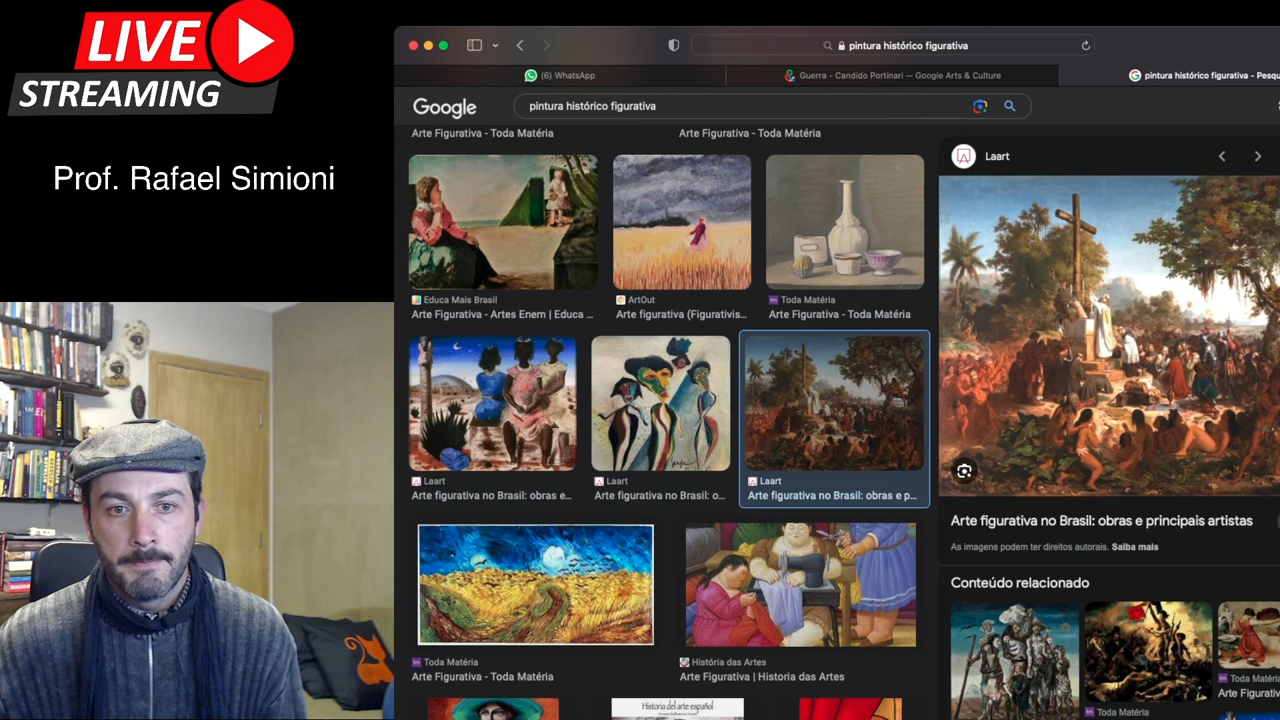 LIVE
STREAMING
Prof. Rafael Simioni
pintura histórico figurativa
(6) WhatsApp
Guerra - Candido Portinari — Google Arts & Culture
pintura histórico figurativa - Pesqu
Google
pintura histórico figurativa
Arte Figurativa - Toda Matéria
Arte Figurativa - Toda Matéria
Laart
Educa Mais Brasil
Arte Figurativa - Artes Enem | Educa ...
ArtOut
Arte figurativa (Figurativis...
Toda Matéria
Arte Figurativa - Toda Matéria
Laart
Arte figurativa no Brasil: obras e...
Laart
Arte figurativa no Brasil: o...
Laart
Arte figurativa no Brasil: obras e p...
Arte figurativa no Brasil: obras e principais artistas
As imagens podem ter direitos autorais. Saiba mais
Conteúdo relacionado
Toda Matéria
Arte Figurativa - Toda Matéria
História das Artes
Arte Figurativa | Historia das Artes
Toda Matéria
Arte Figurativ
Toda Matéria
Historia del arte español